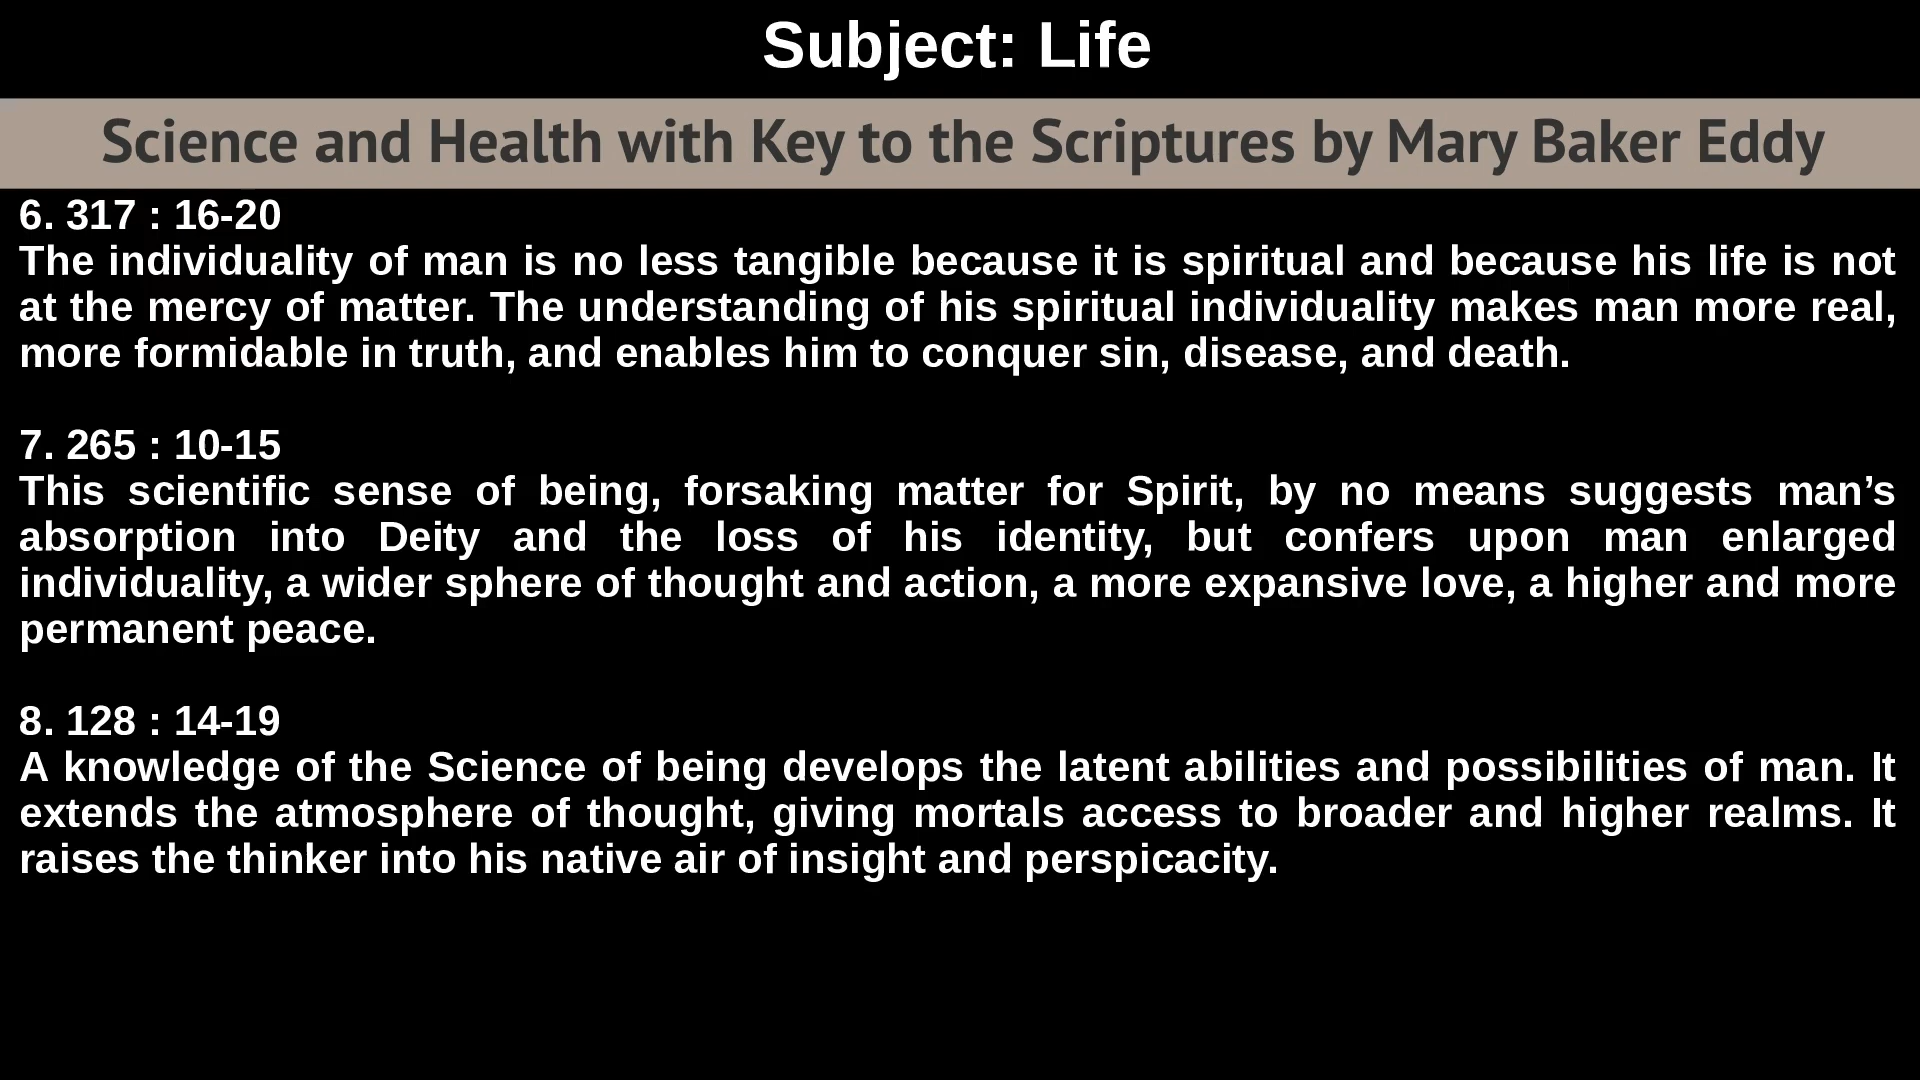 Subject: Life
Science and Health with Key to the Scriptures by Mary Baker Eddy
6. 317 : 16-20
The individuality of man is no less tangible because it is spiritual and because his life is not
at the mercy of matter. The understanding of his spiritual individuality makes man more real,
more formidable in truth, and enables him to conquer sin, disease, and death.
7. 265 : 10-15
This scientific sense of being, forsaking matter for Spirit, by no means suggests man’s
absorption into Deity and the loss of his identity, but confers upon man enlarged
individuality, a wider sphere of thought and action, a more expansive love, a higher and more
permanent peace.
8. 128 : 14-19
A knowledge of the Science of being develops the latent abilities and possibilities of man. It
extends the atmosphere of thought, giving mortals access to broader and higher realms. It
raises the thinker into his native air of insight and perspicacity.